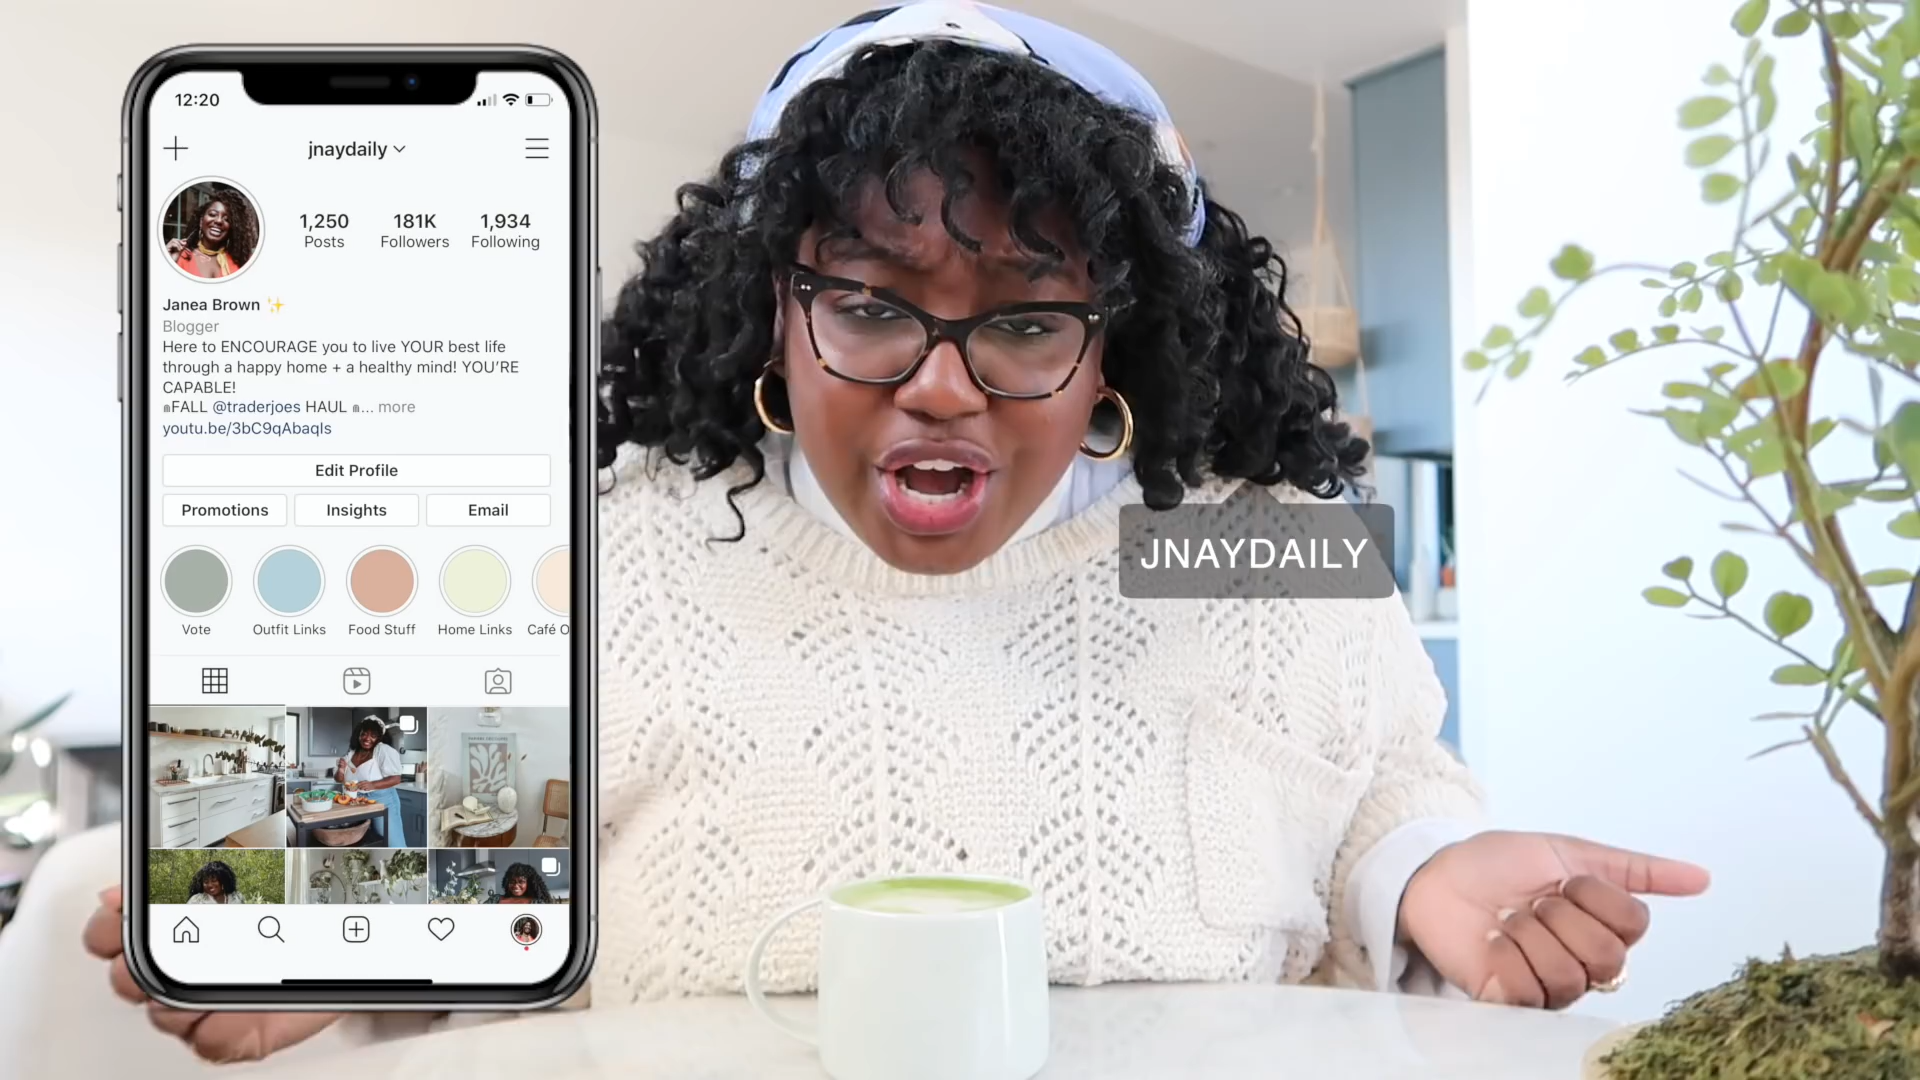 12:20
jnaydaily
1,250 181K 1,934
Posts Followers Following
Janea Brown ✨
Blogger
Here to ENCOURAGE you to live YOUR best life
through a happy home + a healthy mind! YOU’RE
CAPABLE!
FALL @traderjoes HAUL ... more
youtu.be/3bC9qAbaqIs
Edit Profile
Promotions Insights Email
Vote Outfit Links Food Stuff Home Links Café O
JNAYDAILY